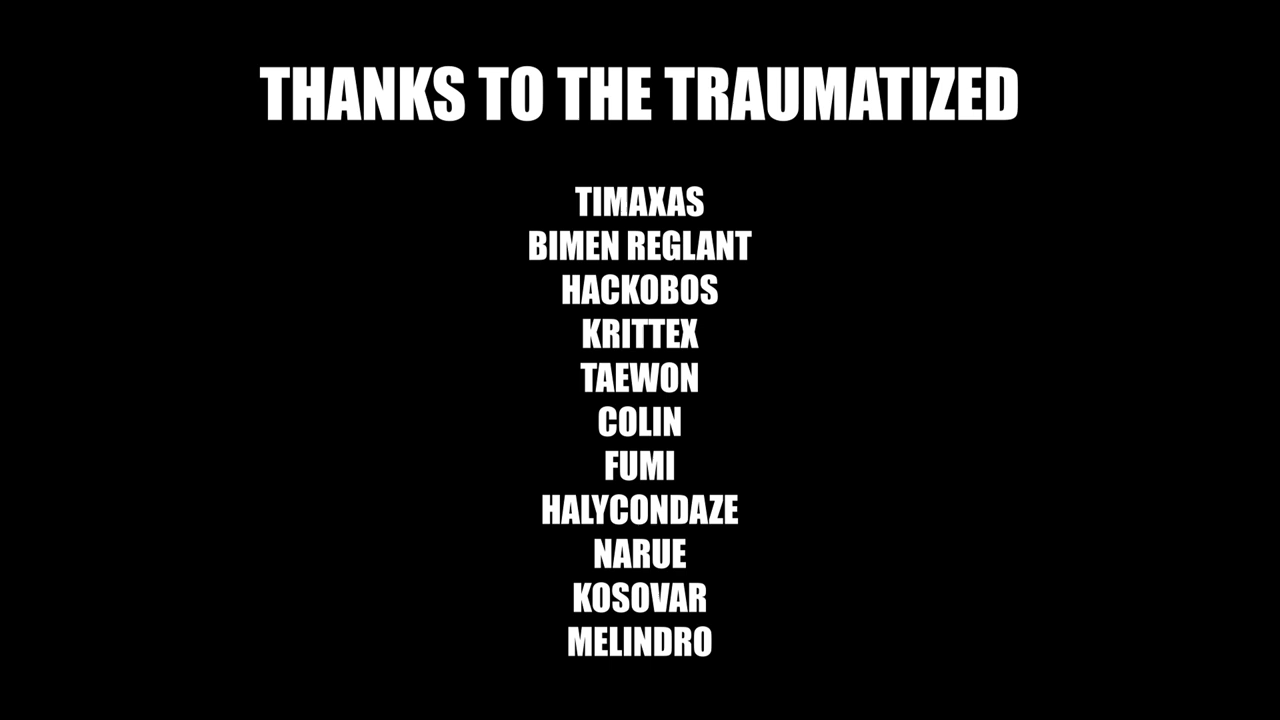 THANKS TO THE TRAUMATIZED
TIMAXAS
BIMEN REGLANT
HACKOBOS
KRITTEX
TAEWON
COLIN
FUMI
HALYCONDAZE
NARUE
KOSOVAR
MELINDRO